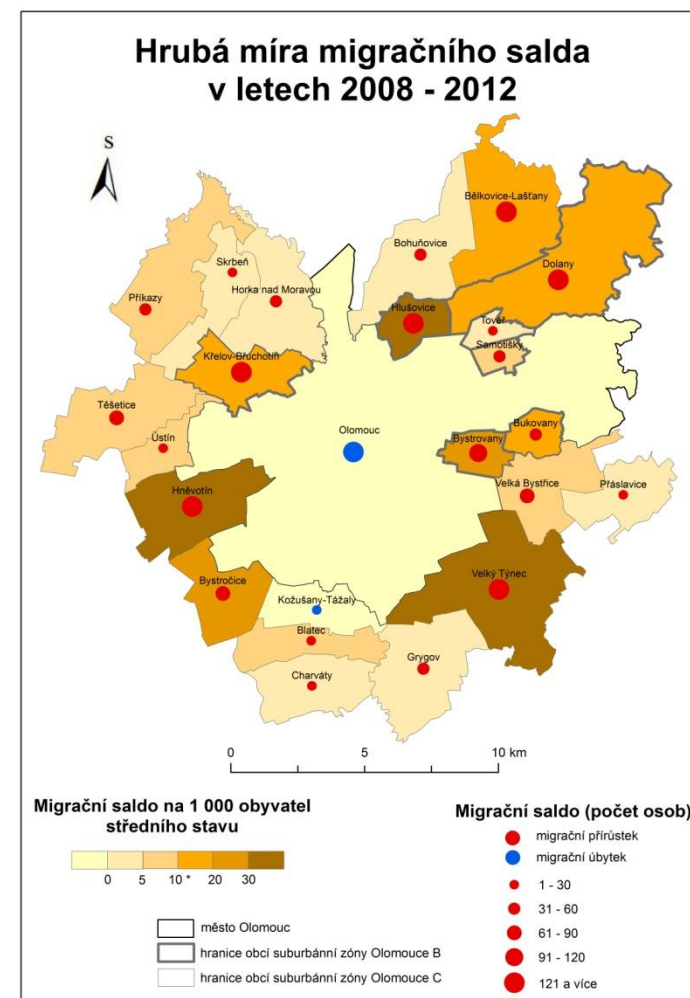 Hrubá míra migračního salda
v letech 2008 - 2012
S
Bělkovice-Lašťany
Bohuňovice
Skrbeň
Dolany
Horka nad Moravou
Příkazy
Hlušovice
Tověř
Samotišky
Křelov-Břuchotín
Těšetice
Ústín
Olomouc
Bukovany
Bystrovany
Velká Bystřice
Přáslavice
Hněvotín
Velký Týnec
Bystročice
Kožušany-Tážaly
Blatec
Grygov
Charváty
0 5 10 km
Migrační saldo na 1 000 obyvatel
středního stavu
0 5 10 * 20 30
město Olomouc
hranice obcí suburbánní zóny Olomouce B
hranice obcí suburbánní zóny Olomouce C
Migrační saldo (počet osob)
migrační přírůstek
migrační úbytek
1 - 30
31 - 60
61 - 90
91 - 120
121 a více